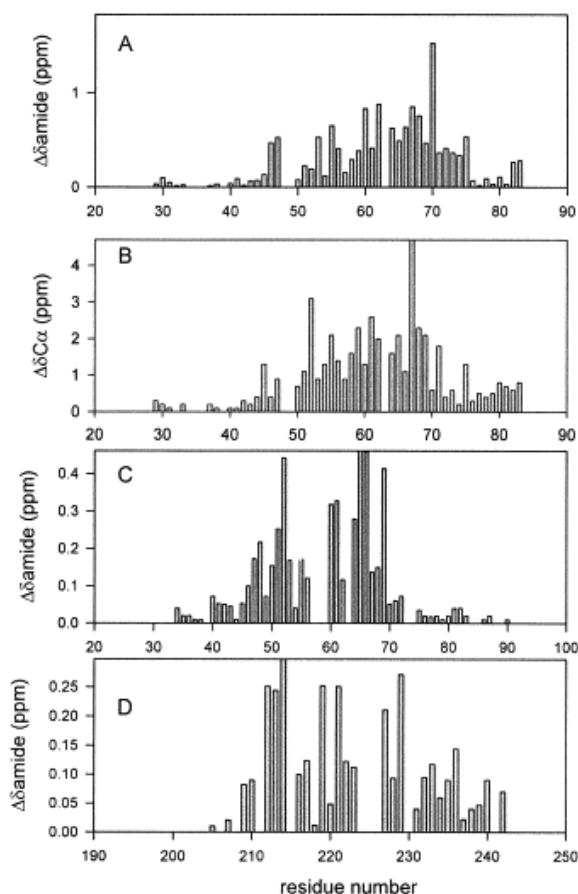 A
Δδamide (ppm)
1
0
20 30 40 50 60 70 80 90
B
ΔδCα (ppm)
4
3
2
1
0
20 30 40 50 60 70 80 90
C
Δδamide (ppm)
0.4
0.3
0.2
0.1
0.0
20 30 40 50 60 70 80 90 100
D
Δδamide (ppm)
0.25
0.20
0.15
0.10
0.05
0.00
190 200 210 220 230 240 250
residue number